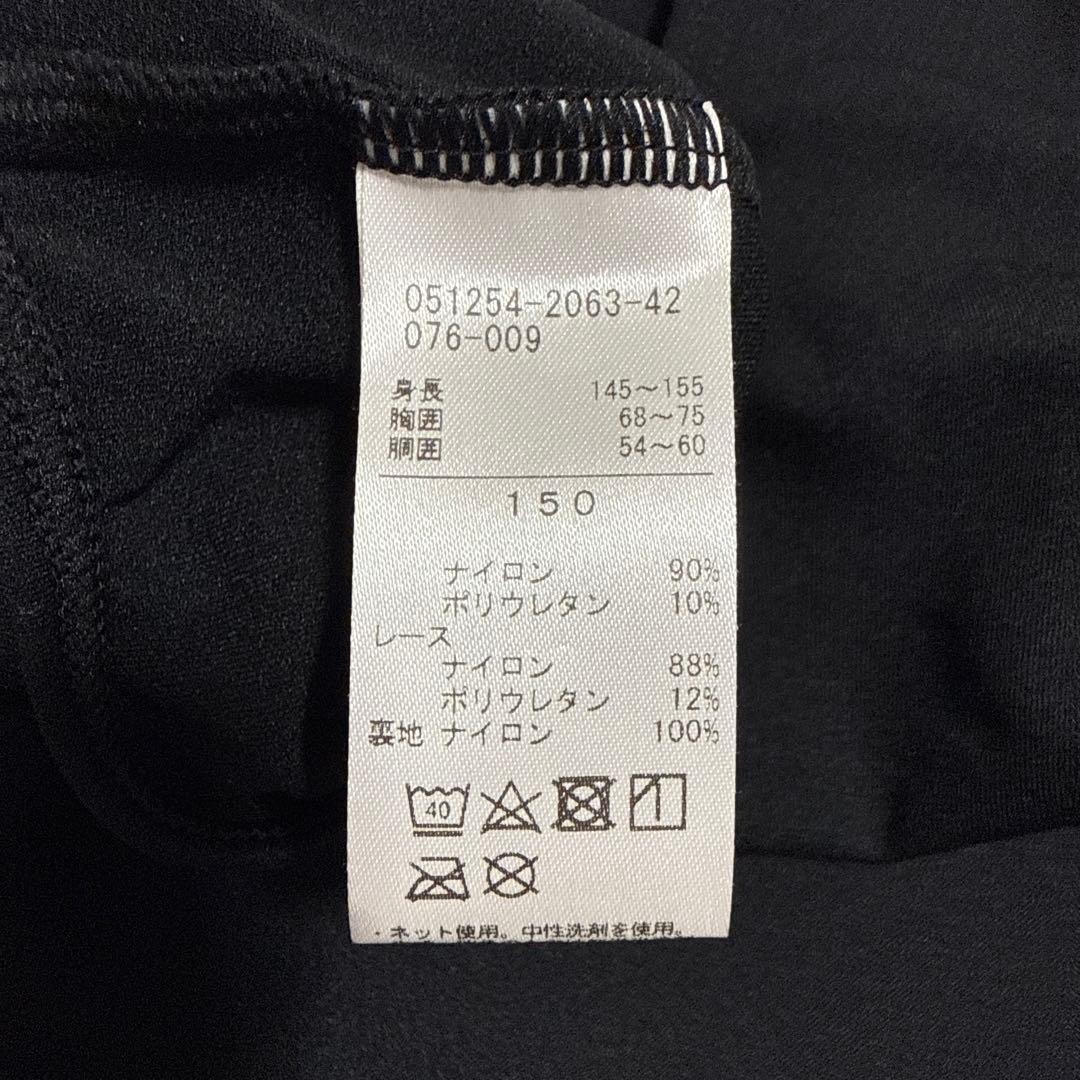 051254-2063-42
076-009
身長 145～155
胸囲 68～75
胴囲 54～60
150
ナイロン 90%
ポリウレタン 10%
レース
ナイロン 88%
ポリウレタン 12%
裏地 ナイロン 100%
40
・ネット使用。中性洗剤を使用。